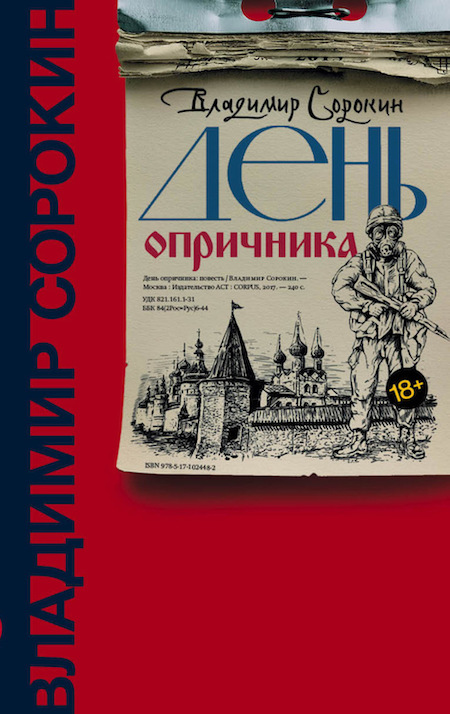 ВЛАДИМИР СОРОКИН
Владимир Сорокин
День
опричника
День опричника: повесть / Владимир Сорокин. —
Москва : Издательство АСТ : CORPUS, 2017. — 240 с.
УДК 821.161.1-31
ББК 84(2Рос=Рус)6-44
18+
ISBN 978-5-17-102448-2